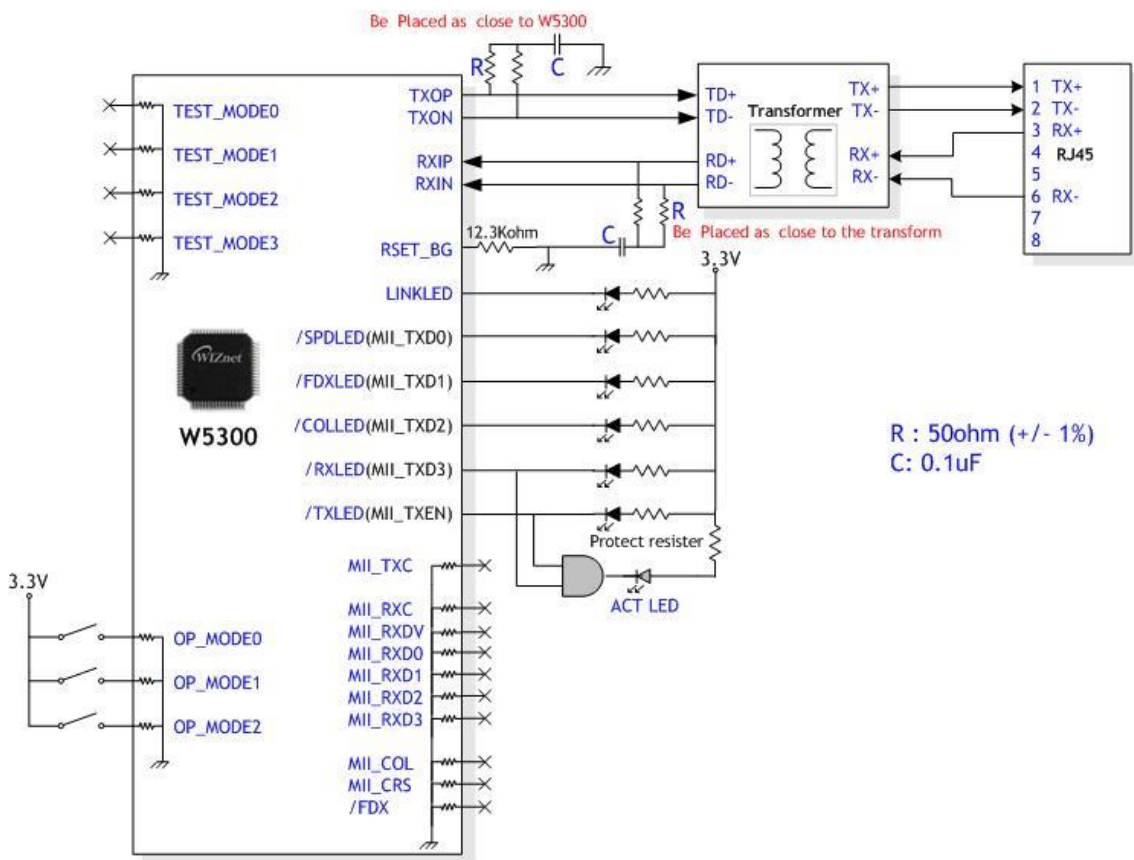 Be Placed as close to W5300
R
C
TXOP
TXON
TD+
TD-
Transformer
TX+
TX-
1 TX+
2 TX-
3 RX+
4
RJ45
5
6 RX-
7
8
TEST_MODE0
TEST_MODE1
TEST_MODE2
TEST_MODE3
RXIP
RXIN
RD+
RD-
RX+
RX-
R
C
Be Placed as close to the transform
RSET_BG
12.3Kohm
3.3V
LINKLED
/SPDLED(MII_TXD0)
/FDXLED(MII_TXD1)
/COLLED(MII_TXD2)
/RXLED(MII_TXD3)
/TXLED(MII_TXEN)
WIZnet
W5300
R : 50ohm (+/- 1%)
C: 0.1uF
Protect resister
ACT LED
MII_TXC
MII_RXC
MII_RXDV
MII_RXD0
MII_RXD1
MII_RXD2
MII_RXD3
MII_COL
MII_CRS
/FDX
3.3V
OP_MODE0
OP_MODE1
OP_MODE2